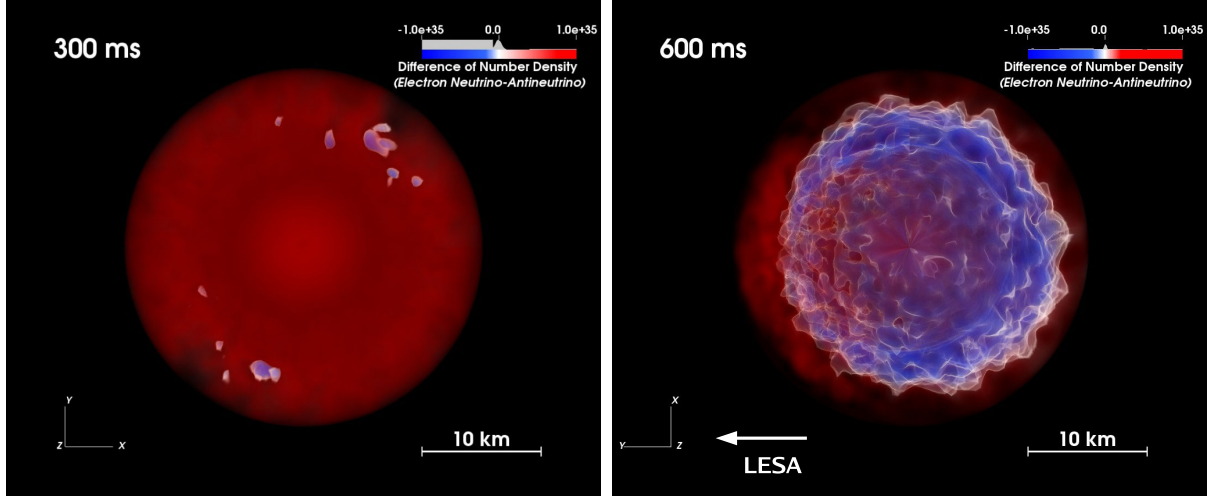 300 ms
-1.0e+35 0.0 1.0e+35
Difference of Number Density
(Electron Neutrino-Antineutrino)
Y
Z X
10 km
600 ms
-1.0e+35 0.0 1.0e+35
Difference of Number Density
(Electron Neutrino-Antineutrino)
X
Y Z
LESA
10 km